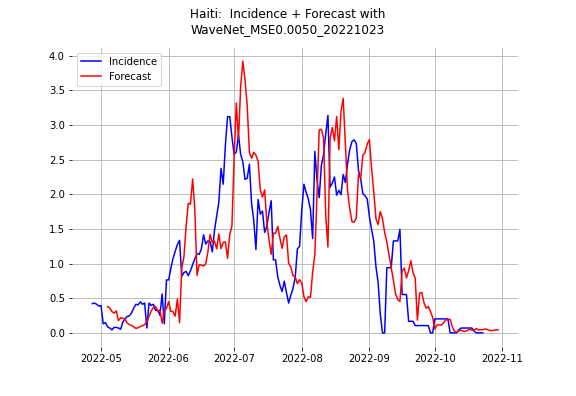 Haiti:  Incidence + Forecast with
WaveNet_MSE0.0050_20221023
Incidence
Forecast
4.0
3.5
3.0
2.5
2.0
1.5
1.0
0.5
0.0
2022-05 2022-06 2022-07 2022-08 2022-09 2022-10 2022-11